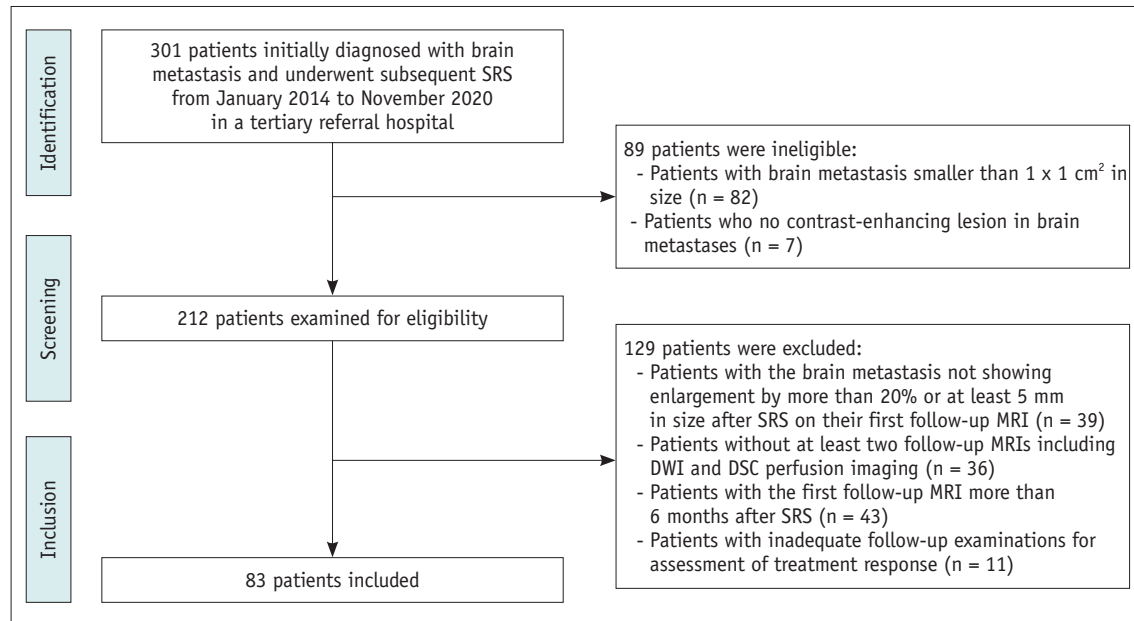 Identification
301 patients initially diagnosed with brain
metastasis and underwent subsequent SRS
from January 2014 to November 2020
in a tertiary referral hospital
89 patients were ineligible:
- Patients with brain metastasis smaller than 1 x 1 cm² in
size (n = 82)
- Patients who no contrast-enhancing lesion in brain
metastases (n = 7)
Screening
212 patients examined for eligibility
129 patients were excluded:
- Patients with the brain metastasis not showing
enlargement by more than 20% or at least 5 mm
in size after SRS on their first follow-up MRI (n = 39)
- Patients without at least two follow-up MRIs including
DWI and DSC perfusion imaging (n = 36)
- Patients with the first follow-up MRI more than
6 months after SRS (n = 43)
- Patients with inadequate follow-up examinations for
assessment of treatment response (n = 11)
Inclusion
83 patients included